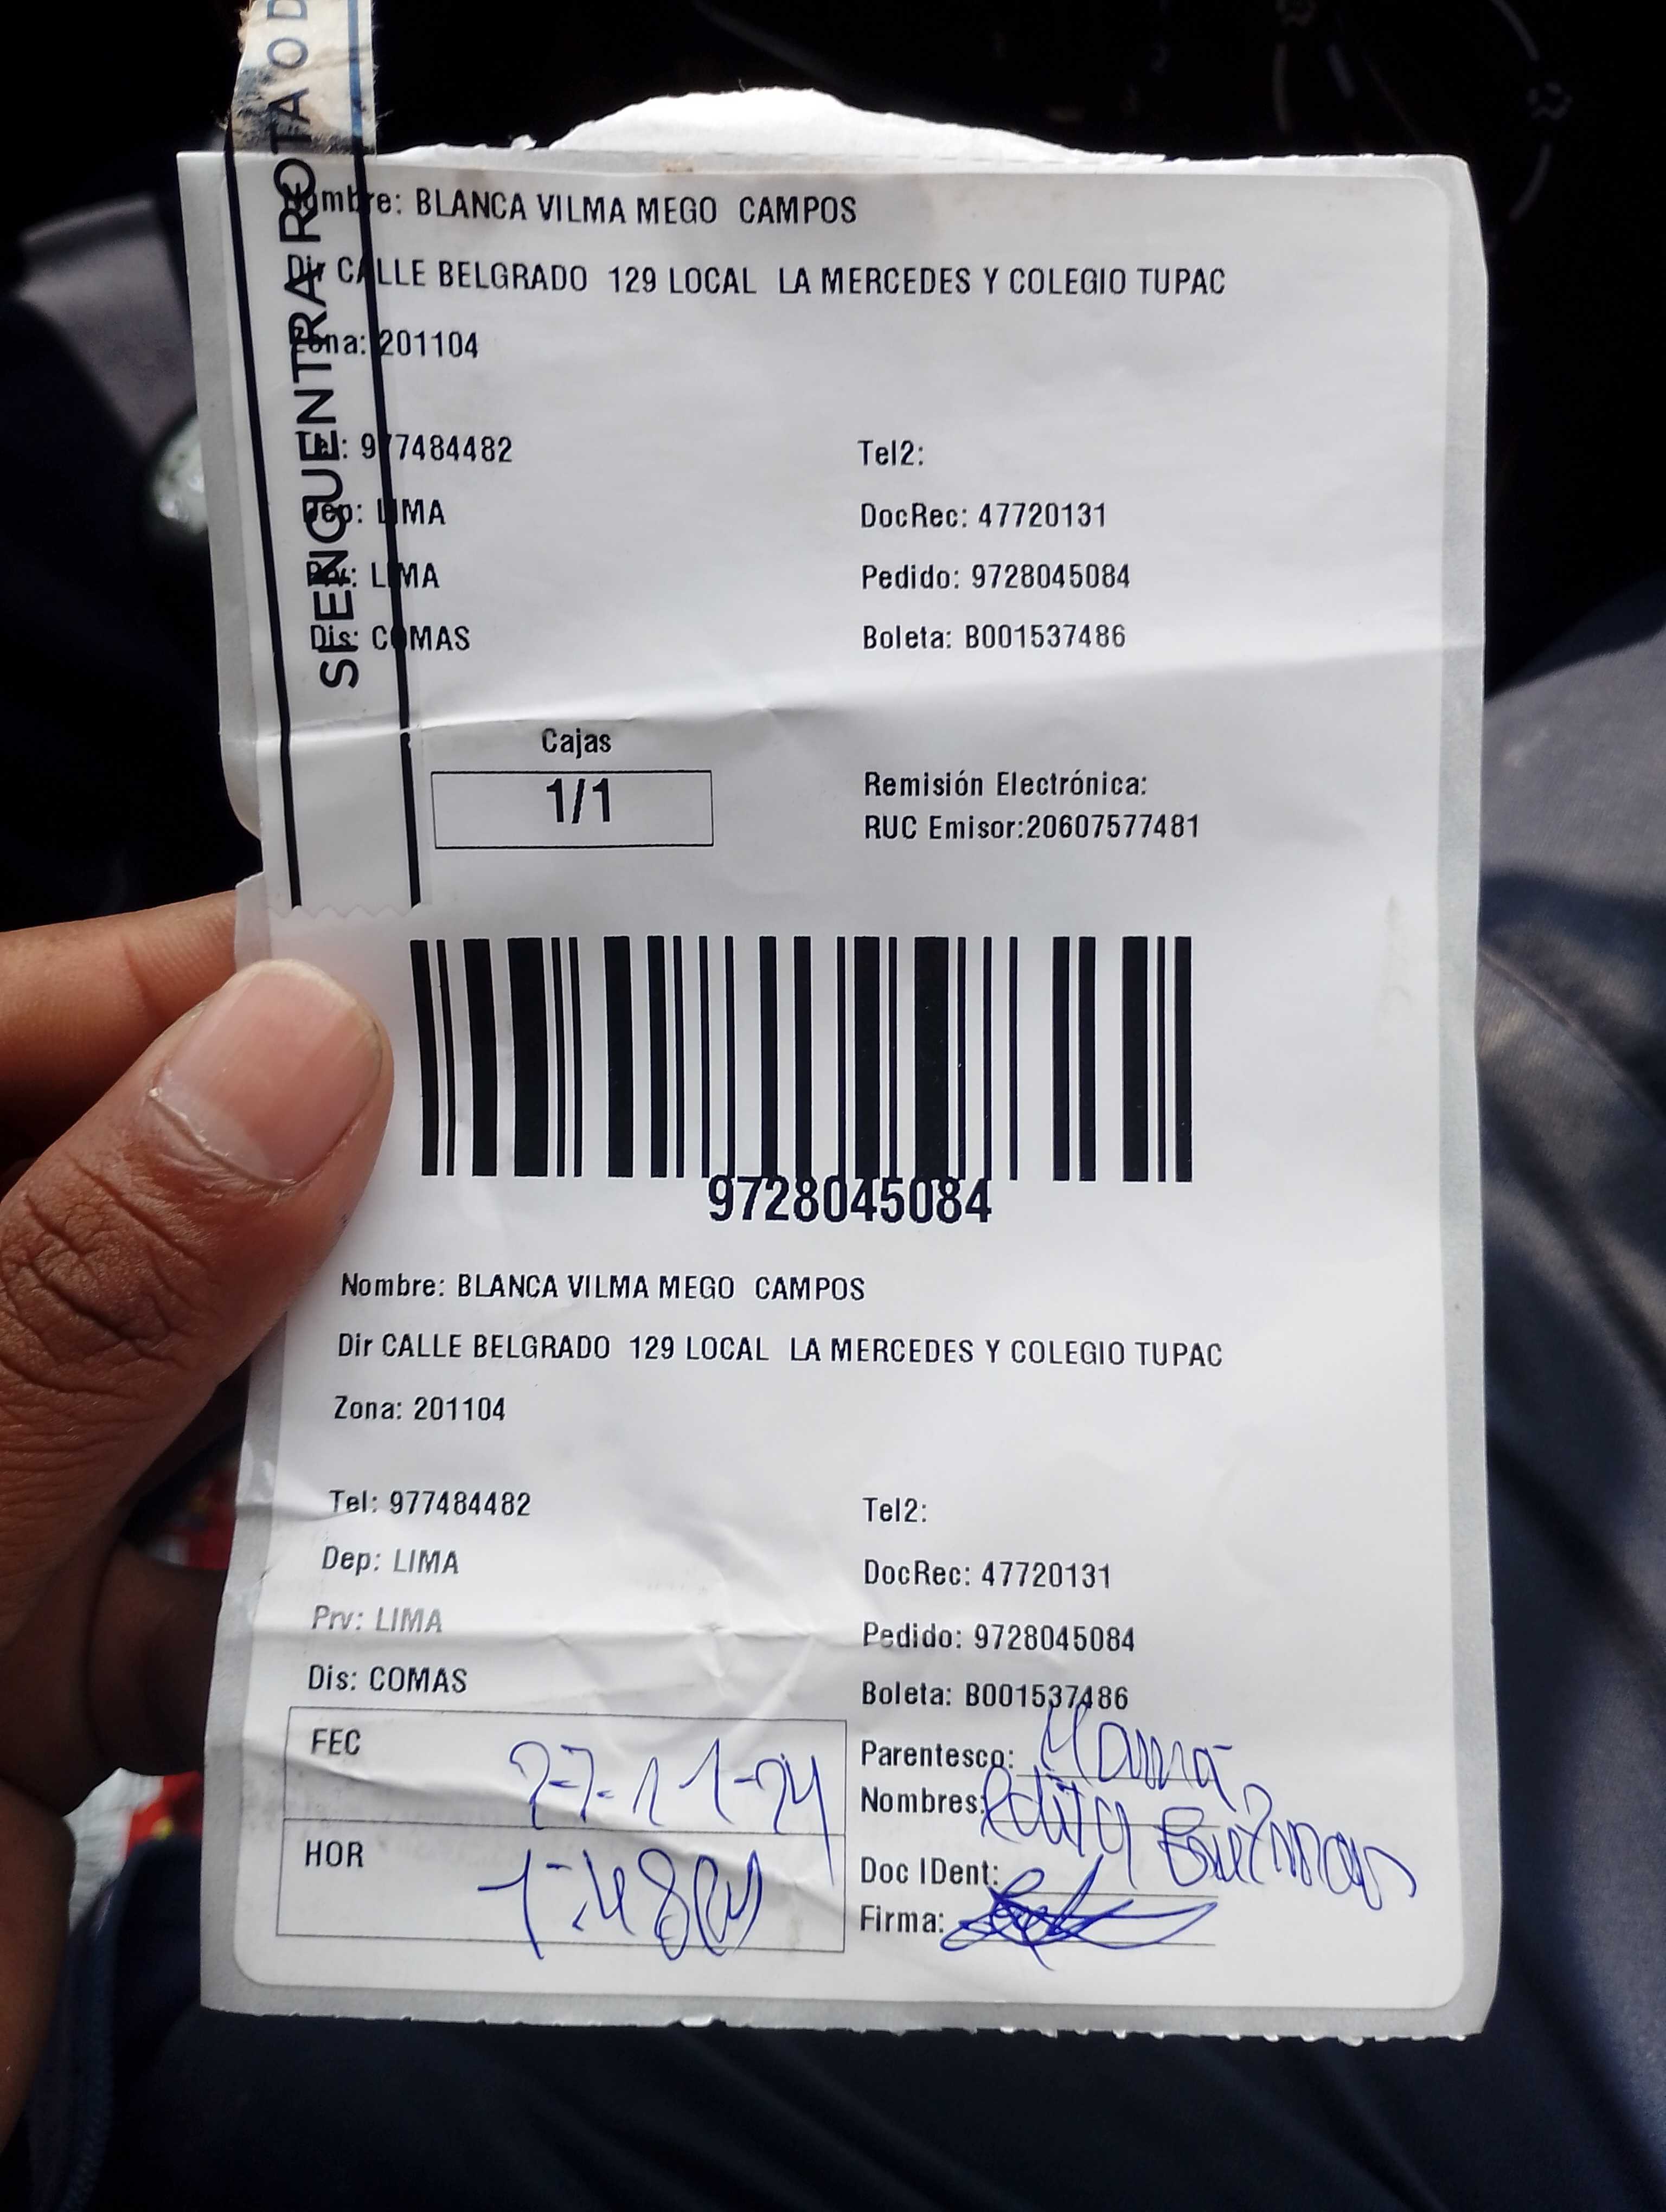 SI ENCUENTRA ROTA O D
Nombre: BLANCA VILMA MEGO CAMPOS
Dir CALLE BELGRADO 129 LOCAL LA MERCEDES Y COLEGIO TUPAC
Zona: 201104
Tel: 977484482
Tel2:
Dep: LIMA
DocRec: 47720131
Prv: LIMA
Pedido: 9728045084
Dis: COMAS
Boleta: B001537486
Cajas
1/1
Remisión Electrónica:
RUC Emisor:20607577481
9728045084
Nombre: BLANCA VILMA MEGO CAMPOS
Dir CALLE BELGRADO 129 LOCAL LA MERCEDES Y COLEGIO TUPAC
Zona: 201104
Tel: 977484482
Tel2:
Dep: LIMA
DocRec: 47720131
Prv: LIMA
Pedido: 9728045084
Dis: COMAS
Boleta: B001537486
FEC 27-11-24
Parentesco: Mamá
Nombres:
HOR
Doc IDent:
Firma: